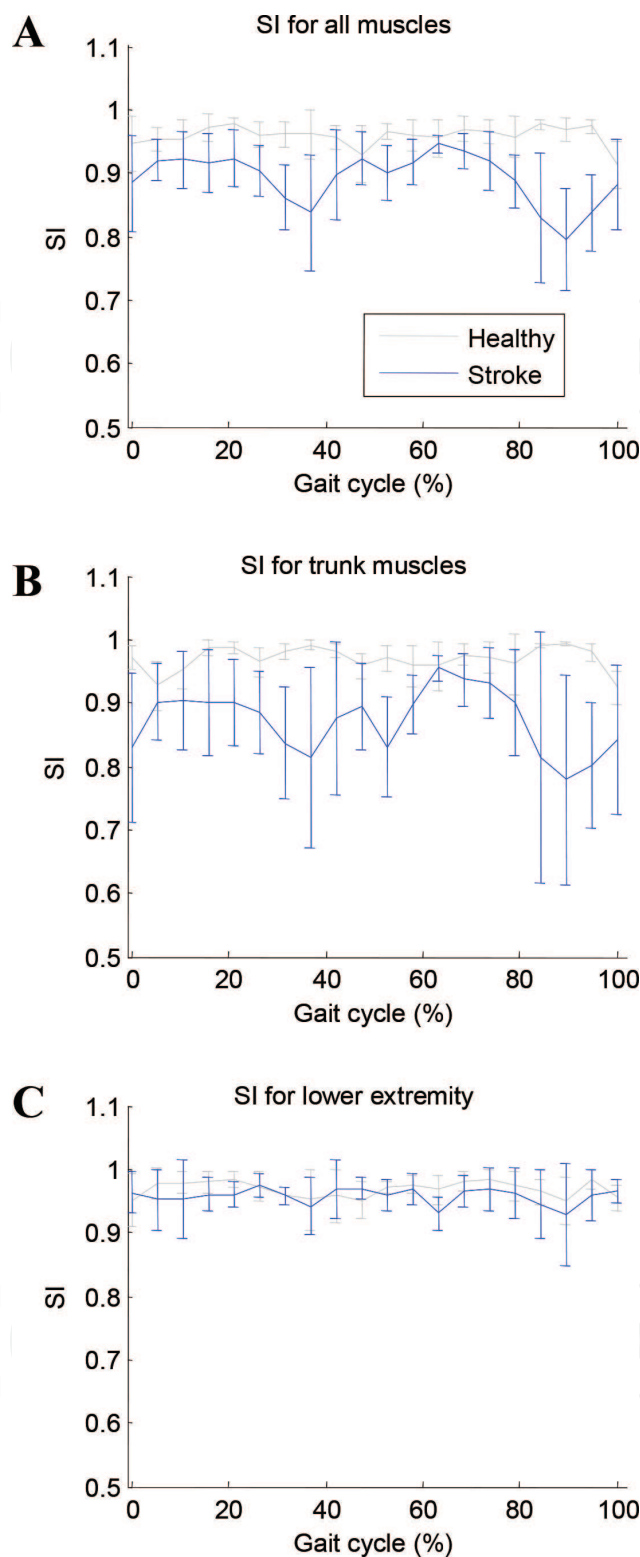 A
SI for all muscles
1.1
1
0.9
0.8
0.7
0.6
0.5
SI
Healthy
Stroke
0 20 40 60 80 100
Gait cycle (%)
B
SI for trunk muscles
1.1
1
0.9
0.8
0.7
0.6
0.5
SI
0 20 40 60 80 100
Gait cycle (%)
C
SI for lower extremity
1.1
1
0.9
0.8
0.7
0.6
0.5
SI
0 20 40 60 80 100
Gait cycle (%)